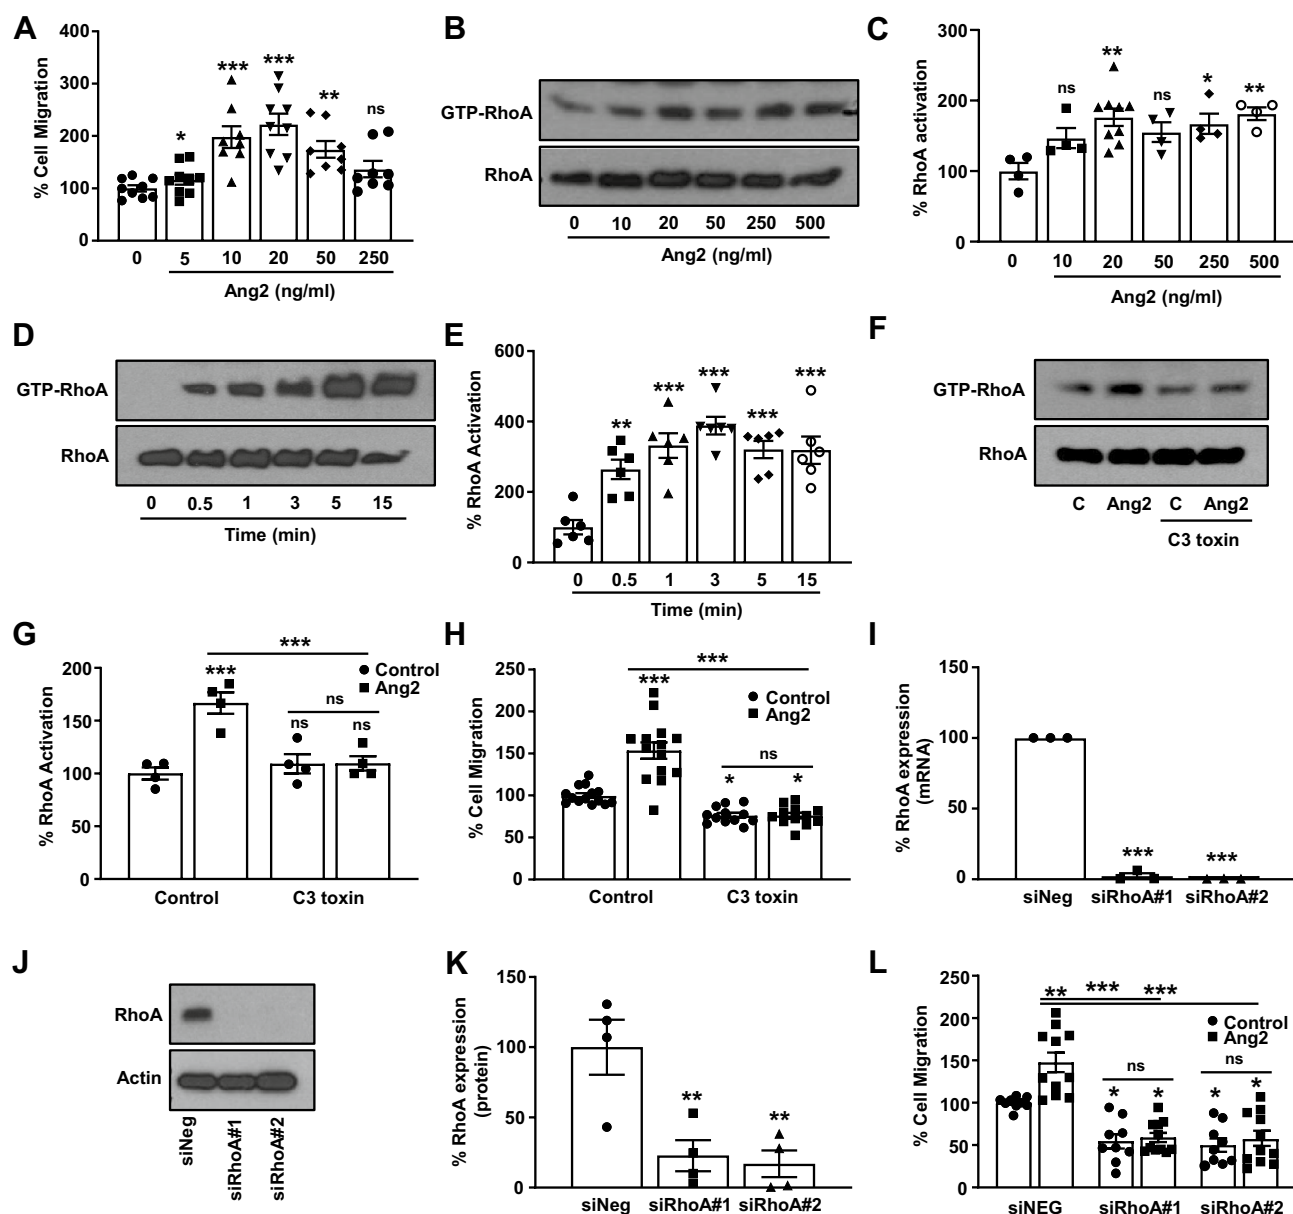 A
% Cell Migration
400
300
200
100
0
*
***
***
**
ns
0 5 10 20 50 250
Ang2 (ng/ml)
B
GTP-RhoA
RhoA
0 10 20 50 250 500
Ang2 (ng/ml)
C
% RhoA activation
300
200
100
0
ns
**
ns
*
**
0 10 20 50 250 500
Ang2 (ng/ml)
D
GTP-RhoA
RhoA
0 0.5 1 3 5 15
Time (min)
E
% RhoA Activation
600
400
200
0
**
***
***
***
***
0 0.5 1 3 5 15
Time (min)
F
GTP-RhoA
RhoA
C Ang2 C Ang2
C3 toxin
G
% RhoA Activation
200
150
100
50
0
***
***
Control
Ang2
ns
ns ns
Control C3 toxin
H
% Cell Migration
250
200
150
100
50
0
***
***
Control
Ang2
ns
* *
Control C3 toxin
I
% RhoA expression
(mRNA)
150
100
50
0
*** ***
siNeg siRhoA#1 siRhoA#2
J
RhoA
Actin
siNeg
siRhoA#1
siRhoA#2
K
% RhoA expression
(protein)
150
100
50
0
** **
siNeg siRhoA#1 siRhoA#2
L
% Cell Migration
250
200
150
100
50
0
** *** ***
Control
Ang2
ns ns
* * * *
siNEG siRhoA#1 siRhoA#2